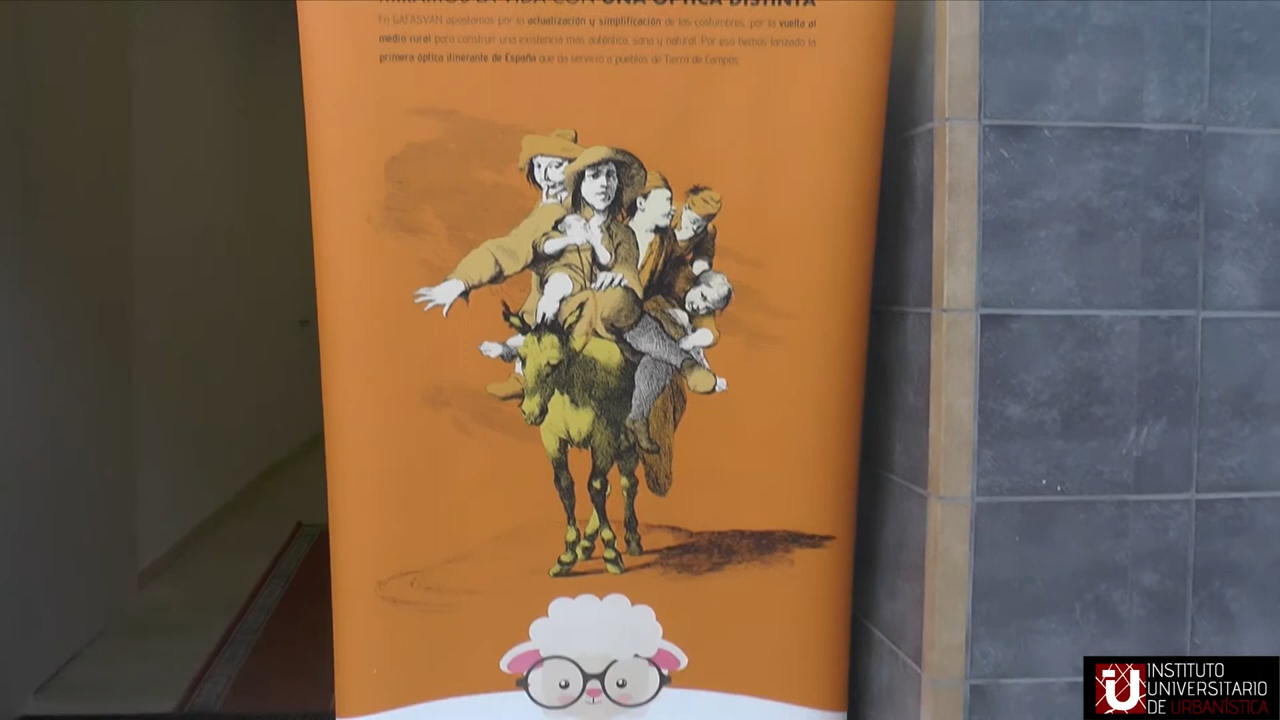 MIRAMOS LA VIDA CON UNA ÓPTICA DISTINTA
En GAFASVAN apostamos por la actualización y simplificación de las costumbres, por la vuelta al
medio rural para construir una existencia más auténtica, sana y natural. Por eso hemos lanzado la
primera óptica itinerante de España que da servicio a pueblos de Tierra de Campos.
INSTITUTO
UNIVERSITARIO
DE URBANÍSTICA